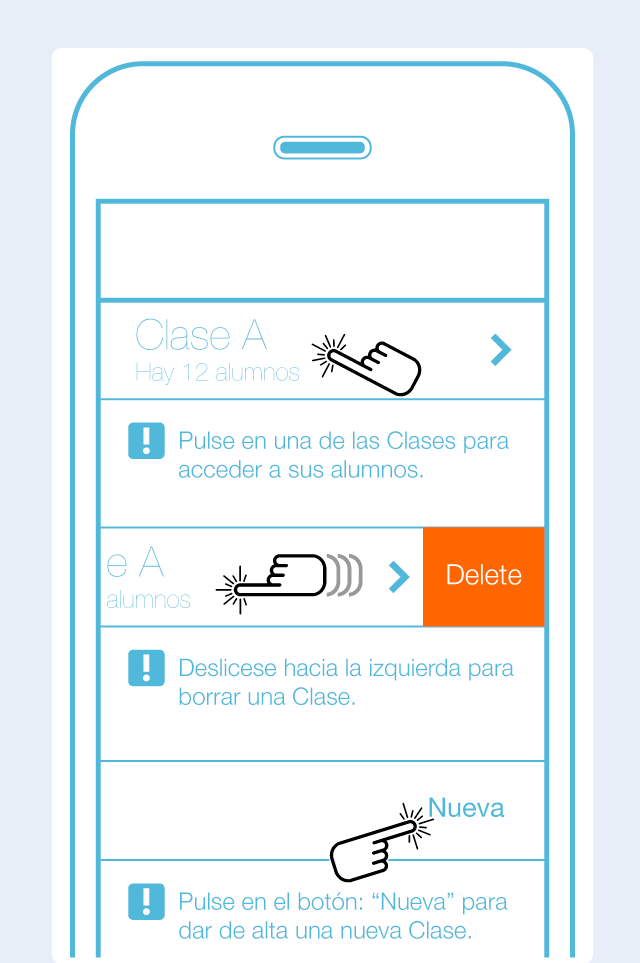 Clase A
Hay 12 alumnos
Pulse en una de las Clases para
acceder a sus alumnos.
e A
alumnos
Delete
Deslicese hacia la izquierda para
borrar una Clase.
Nueva
Pulse en el botón: “Nueva” para
dar de alta una nueva Clase.